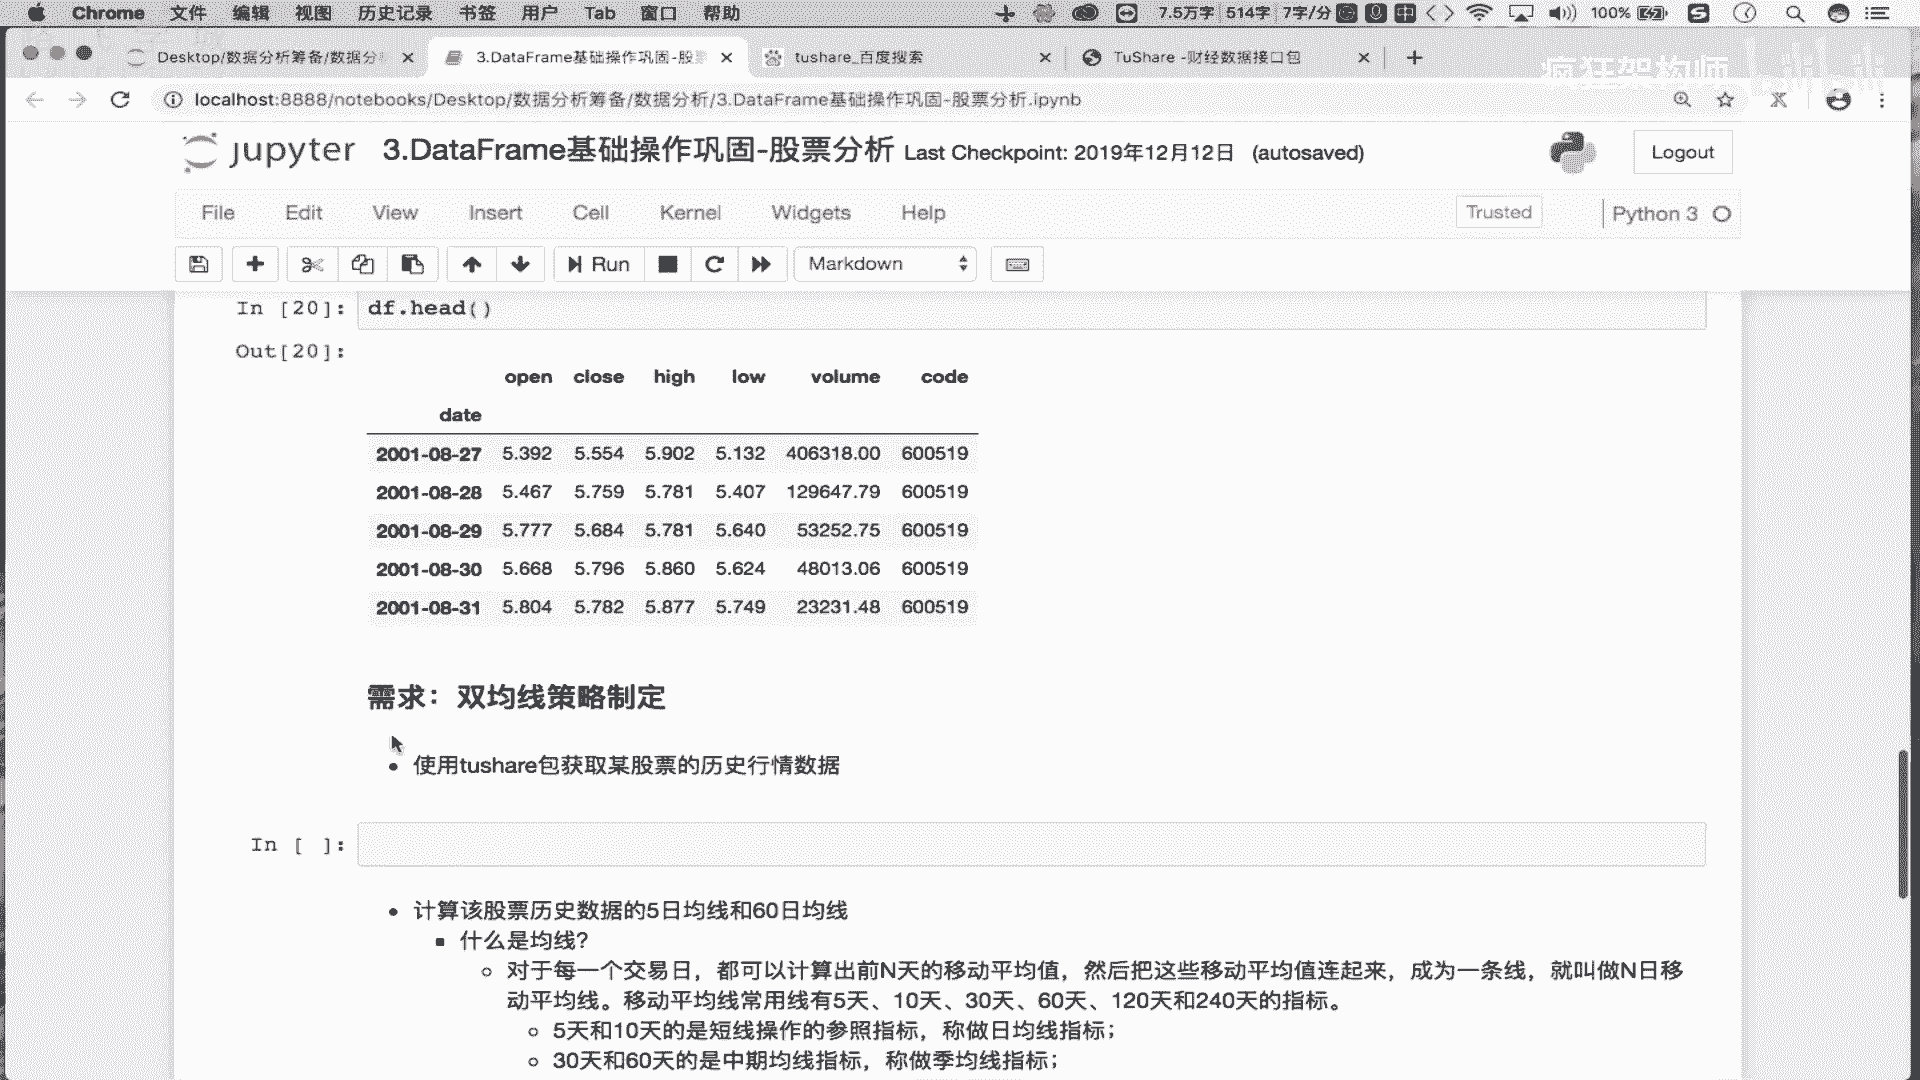 Chrome 文件 编辑 视图 历史记录 书签 用户 Tab 窗口 帮助 7.5万字 514字 7字/分 中 100%
Desktop/数据分析筹备/数据分析 3.DataFrame基础操作巩固-股票 tushare_百度搜索 TuShare -财经数据接口包
疯狂架构师 bilibili
localhost:8888/notebooks/Desktop/数据分析筹备/数据分析/3.DataFrame基础操作巩固-股票分析.ipynb
jupyter 3.DataFrame基础操作巩固-股票分析 Last Checkpoint: 2019年12月12日 (autosaved) Logout
File Edit View Insert Cell Kernel Widgets Help Trusted Python 3
Run Markdown
In [20]: df.head()
Out[20]:
open close high low volume code
date
2001-08-27 5.392 5.554 5.902 5.132 406318.00 600519
2001-08-28 5.467 5.759 5.781 5.407 129647.79 600519
2001-08-29 5.777 5.684 5.781 5.640 53252.75 600519
2001-08-30 5.668 5.796 5.860 5.624 48013.06 600519
2001-08-31 5.804 5.782 5.877 5.749 23231.48 600519
需求：双均线策略制定
使用tushare包获取某股票的历史行情数据
In [ ]:
计算该股票历史数据的5日均线和60日均线
什么是均线?
对于每一个交易日，都可以计算出前N天的移动平均值，然后把这些移动平均值连起来，成为一条线，就叫做N日移
动平均线。移动平均线常用线有5天、10天、30天、60天、120天和240天的指标。
5天和10天的是短线操作的参照指标，称做日均线指标；
30天和60天的是中期均线指标，称做季均线指标；